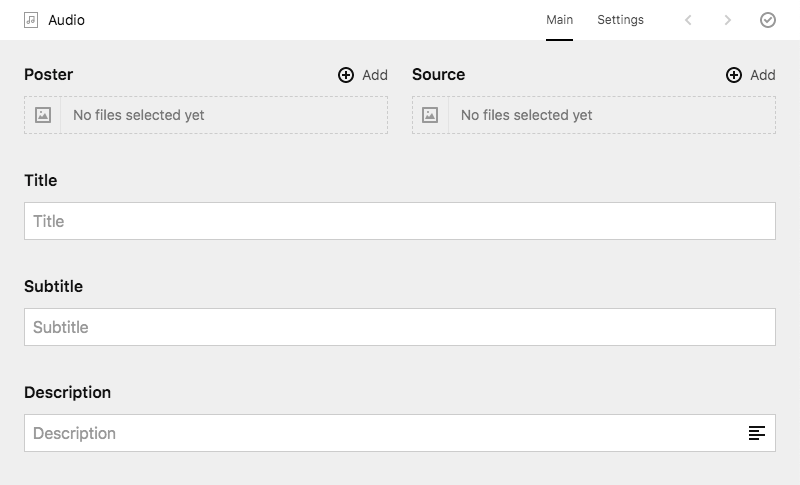 Audio
Main
Settings
Poster
Add
Source
Add
No files selected yet
No files selected yet
Title
Title
Subtitle
Subtitle
Description
Description